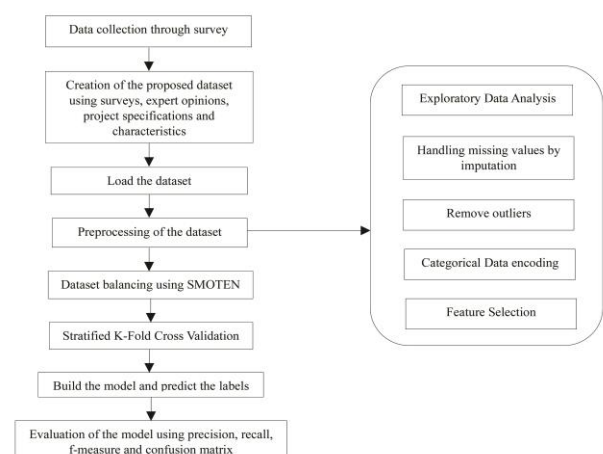 Data collection through survey
Creation of the proposed dataset
using surveys, expert opinions,
project specifications and
characteristics
Load the dataset
Preprocessing of the dataset
Dataset balancing using SMOTEN
Stratified K-Fold Cross Validation
Build the model and predict the labels
Evaluation of the model using precision, recall,
f-measure and confusion matrix
Exploratory Data Analysis
Handling missing values by
imputation
Remove outliers
Categorical Data encoding
Feature Selection